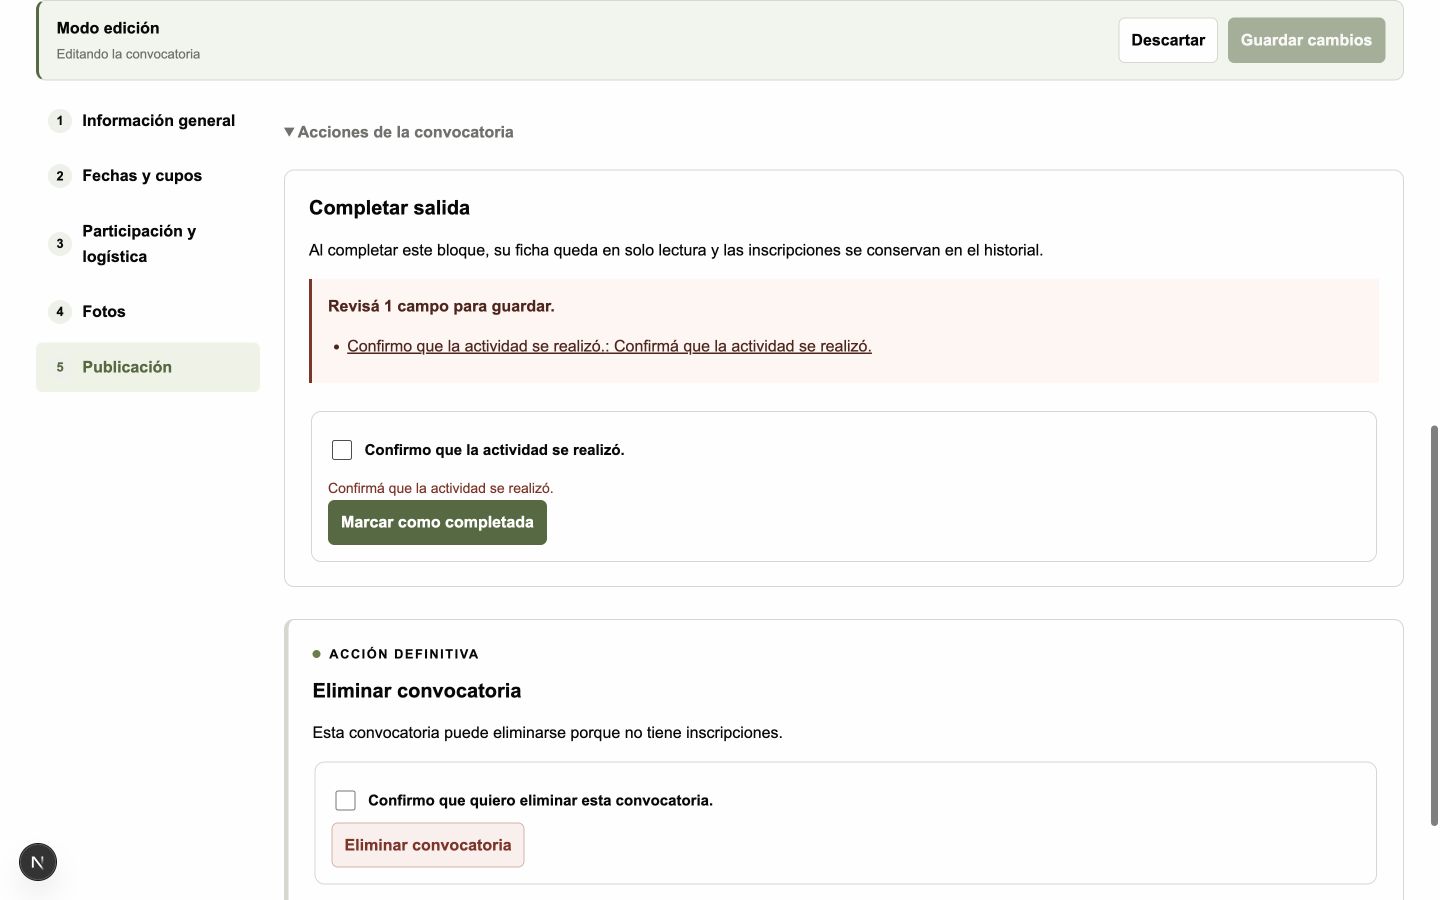 Modo edición
Editando la convocatoria
Descartar
Guardar cambios
1 Información general
2 Fechas y cupos
3 Participación y
logística
4 Fotos
5 Publicación
▼ Acciones de la convocatoria
Completar salida
Al completar este bloque, su ficha queda en solo lectura y las inscripciones se conservan en el historial.
Revisá 1 campo para guardar.
• Confirmo que la actividad se realizó.: Confirmá que la actividad se realizó.
Confirmo que la actividad se realizó.
Confirmá que la actividad se realizó.
Marcar como completada
ACCIÓN DEFINITIVA
Eliminar convocatoria
Esta convocatoria puede eliminarse porque no tiene inscripciones.
Confirmo que quiero eliminar esta convocatoria.
Eliminar convocatoria
N